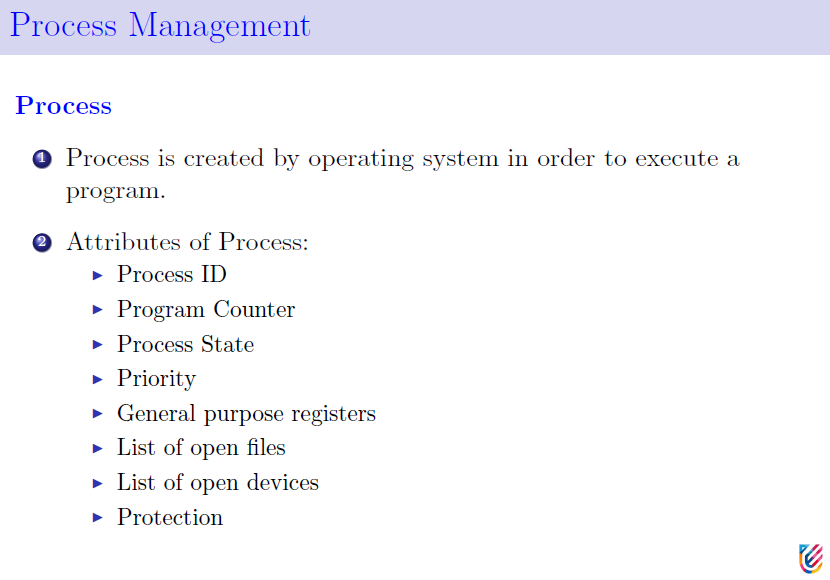 Process Management
Process
1 Process is created by operating system in order to execute a
program.
2 Attributes of Process:
▶ Process ID
▶ Program Counter
▶ Process State
▶ Priority
▶ General purpose registers
▶ List of open files
▶ List of open devices
▶ Protection